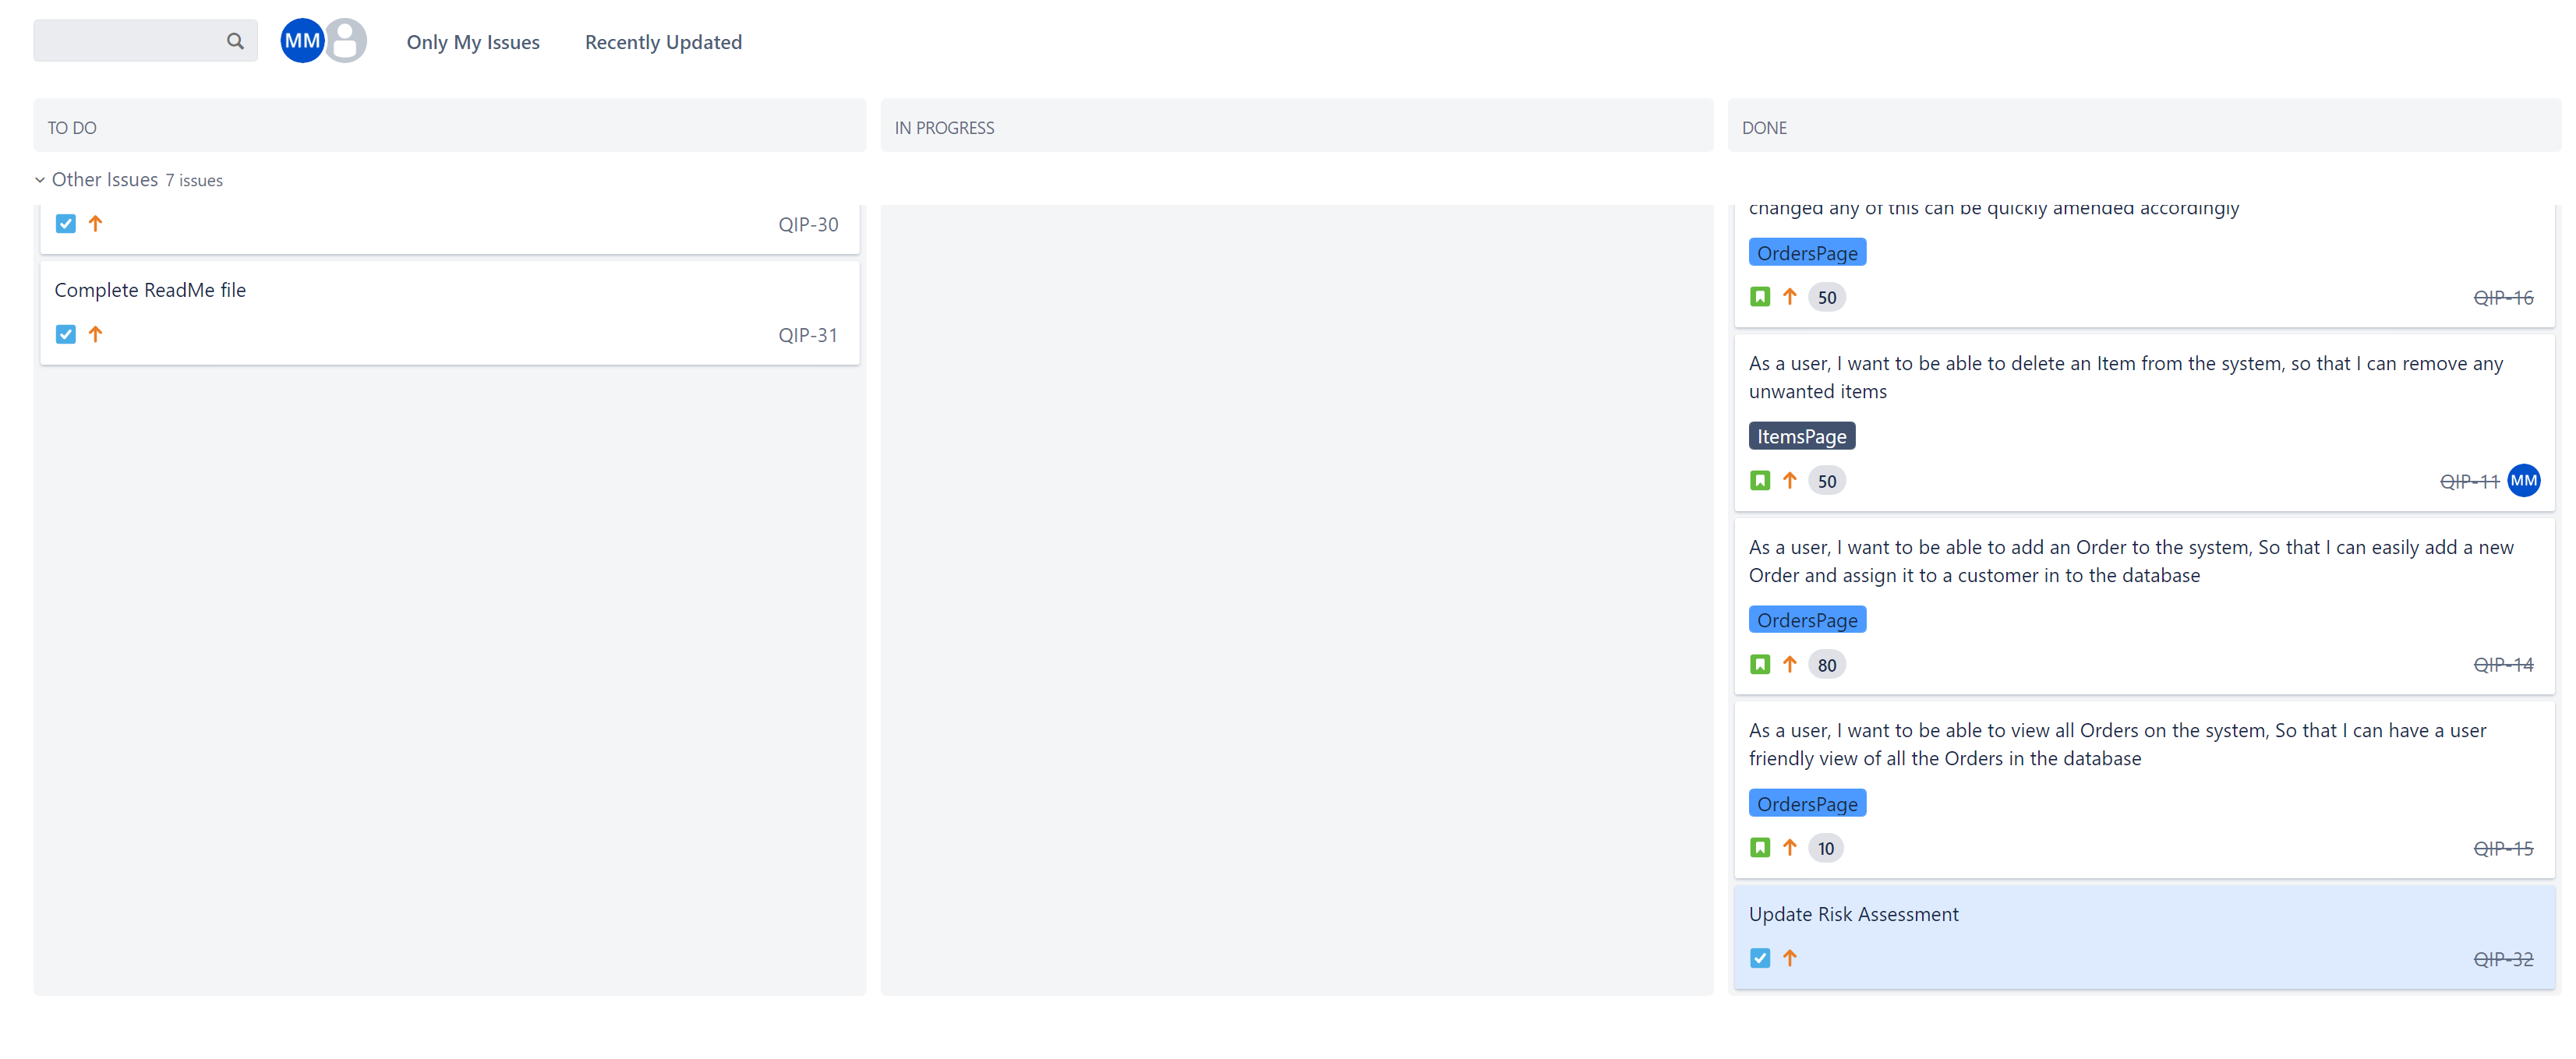 MM
Only My Issues
Recently Updated
TO DO
IN PROGRESS
DONE
Other Issues 7 issues
QIP-30
Complete ReadMe file
QIP-31
changed any of this can be quickly amended accordingly
OrdersPage
50
QIP-16
As a user, I want to be able to delete an Item from the system, so that I can remove any
unwanted items
ItemsPage
50
QIP-11 MM
As a user, I want to be able to add an Order to the system, So that I can easily add a new
Order and assign it to a customer in to the database
OrdersPage
80
QIP-14
As a user, I want to be able to view all Orders on the system, So that I can have a user
friendly view of all the Orders in the database
OrdersPage
10
QIP-15
Update Risk Assessment
QIP-32